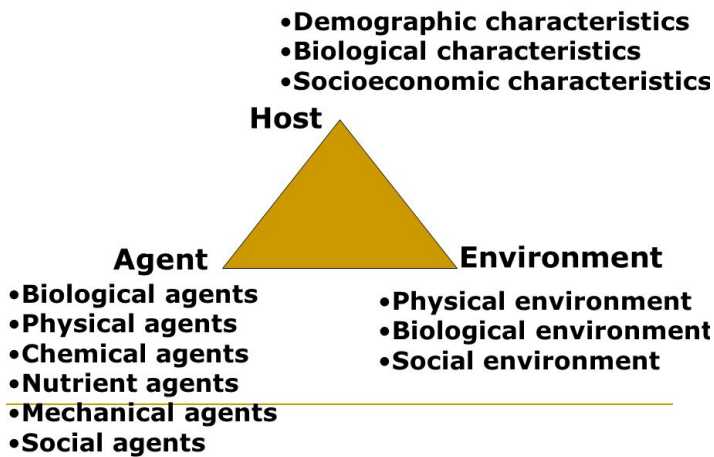 •Demographic characteristics
•Biological characteristics
•Socioeconomic characteristics
Host
Agent
•Biological agents
•Physical agents
•Chemical agents
•Nutrient agents
•Mechanical agents
•Social agents
Environment
•Physical environment
•Biological environment
•Social environment